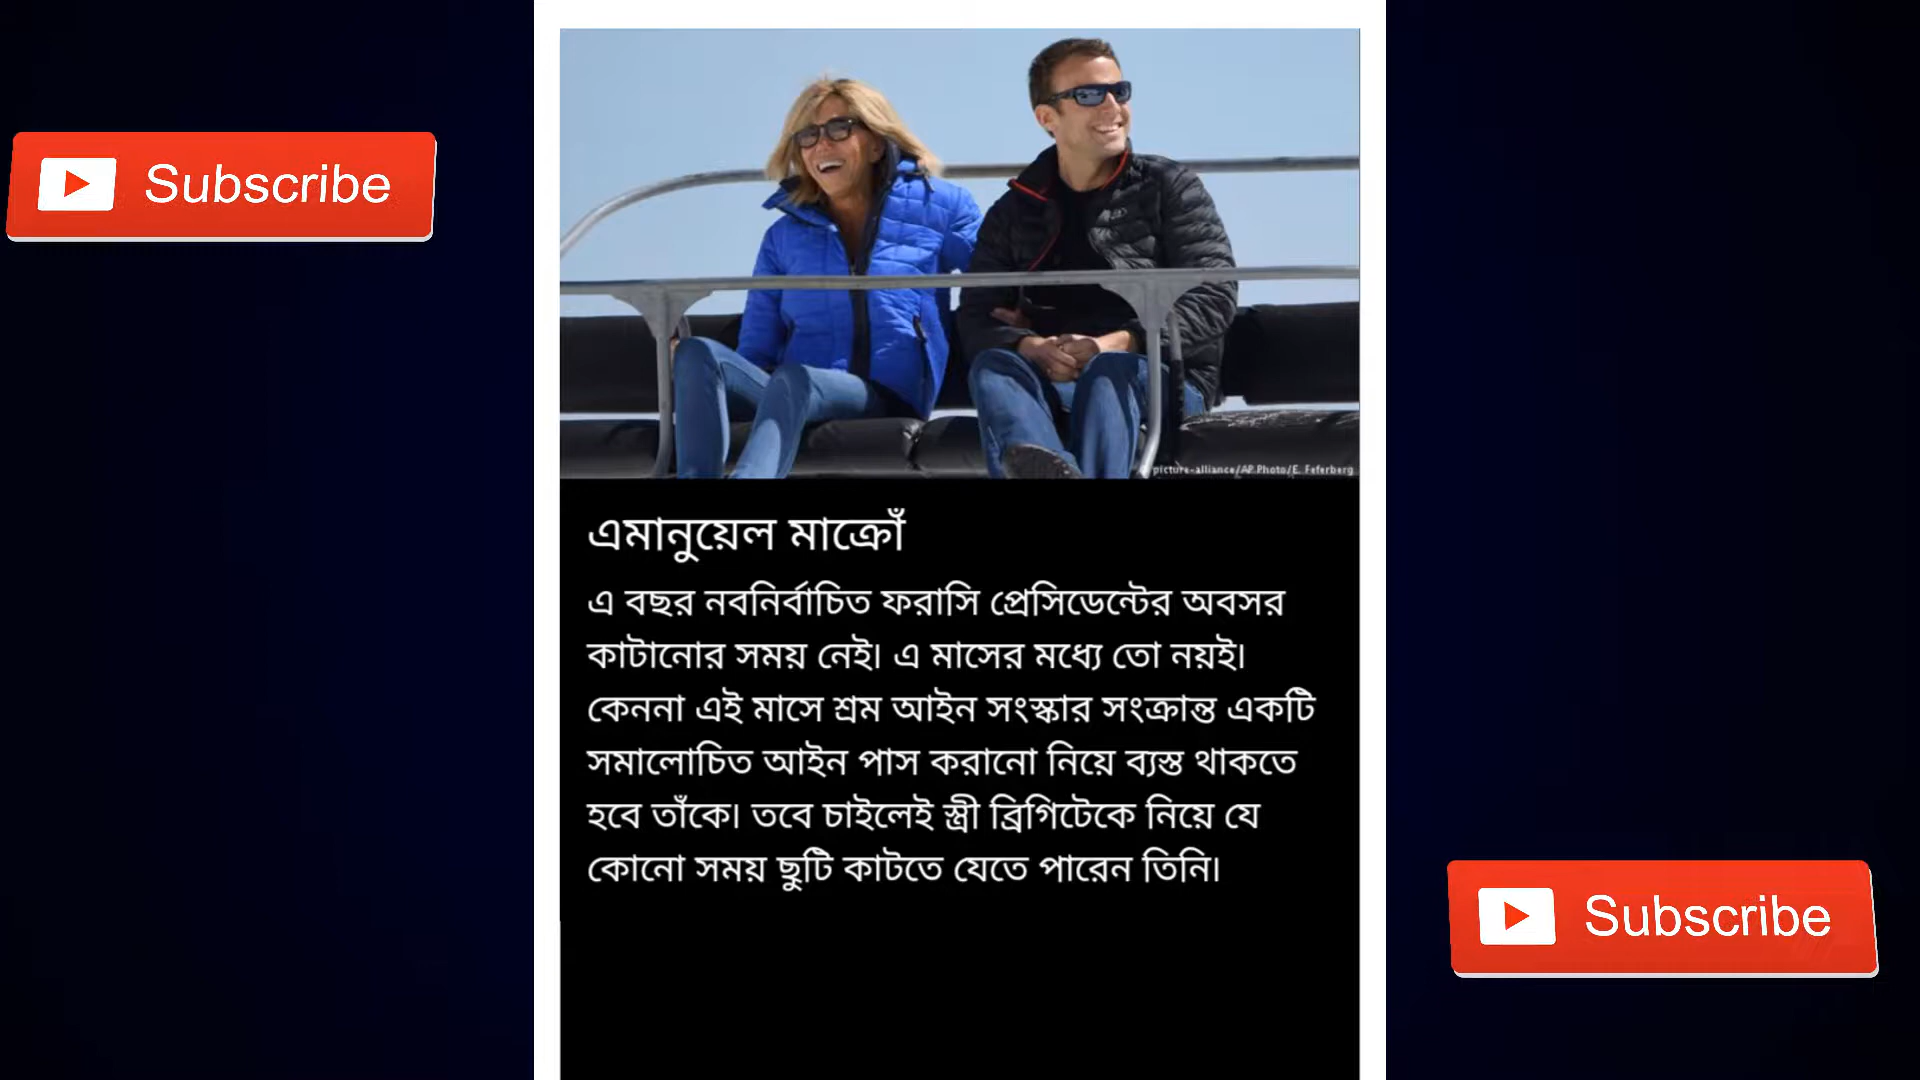 Subscribe
picture-alliance/AP Photo/E. Feferberg
এমানুয়েল মাক্রোঁ
এ বছর নবনির্বাচিত ফরাসি প্রেসিডেন্টের অবসর
কাটানোর সময় নেই। এ মাসের মধ্যে তো নয়ই।
কেননা এই মাসে শ্রম আইন সংস্কার সংক্রান্ত একটি
সমালোচিত আইন পাস করানো নিয়ে ব্যস্ত থাকতে
হবে তাঁকে। তবে চাইলেই স্ত্রী ব্রিগিটেকে নিয়ে যে
কোনো সময় ছুটি কাটতে যেতে পারেন তিনি।
Subscribe